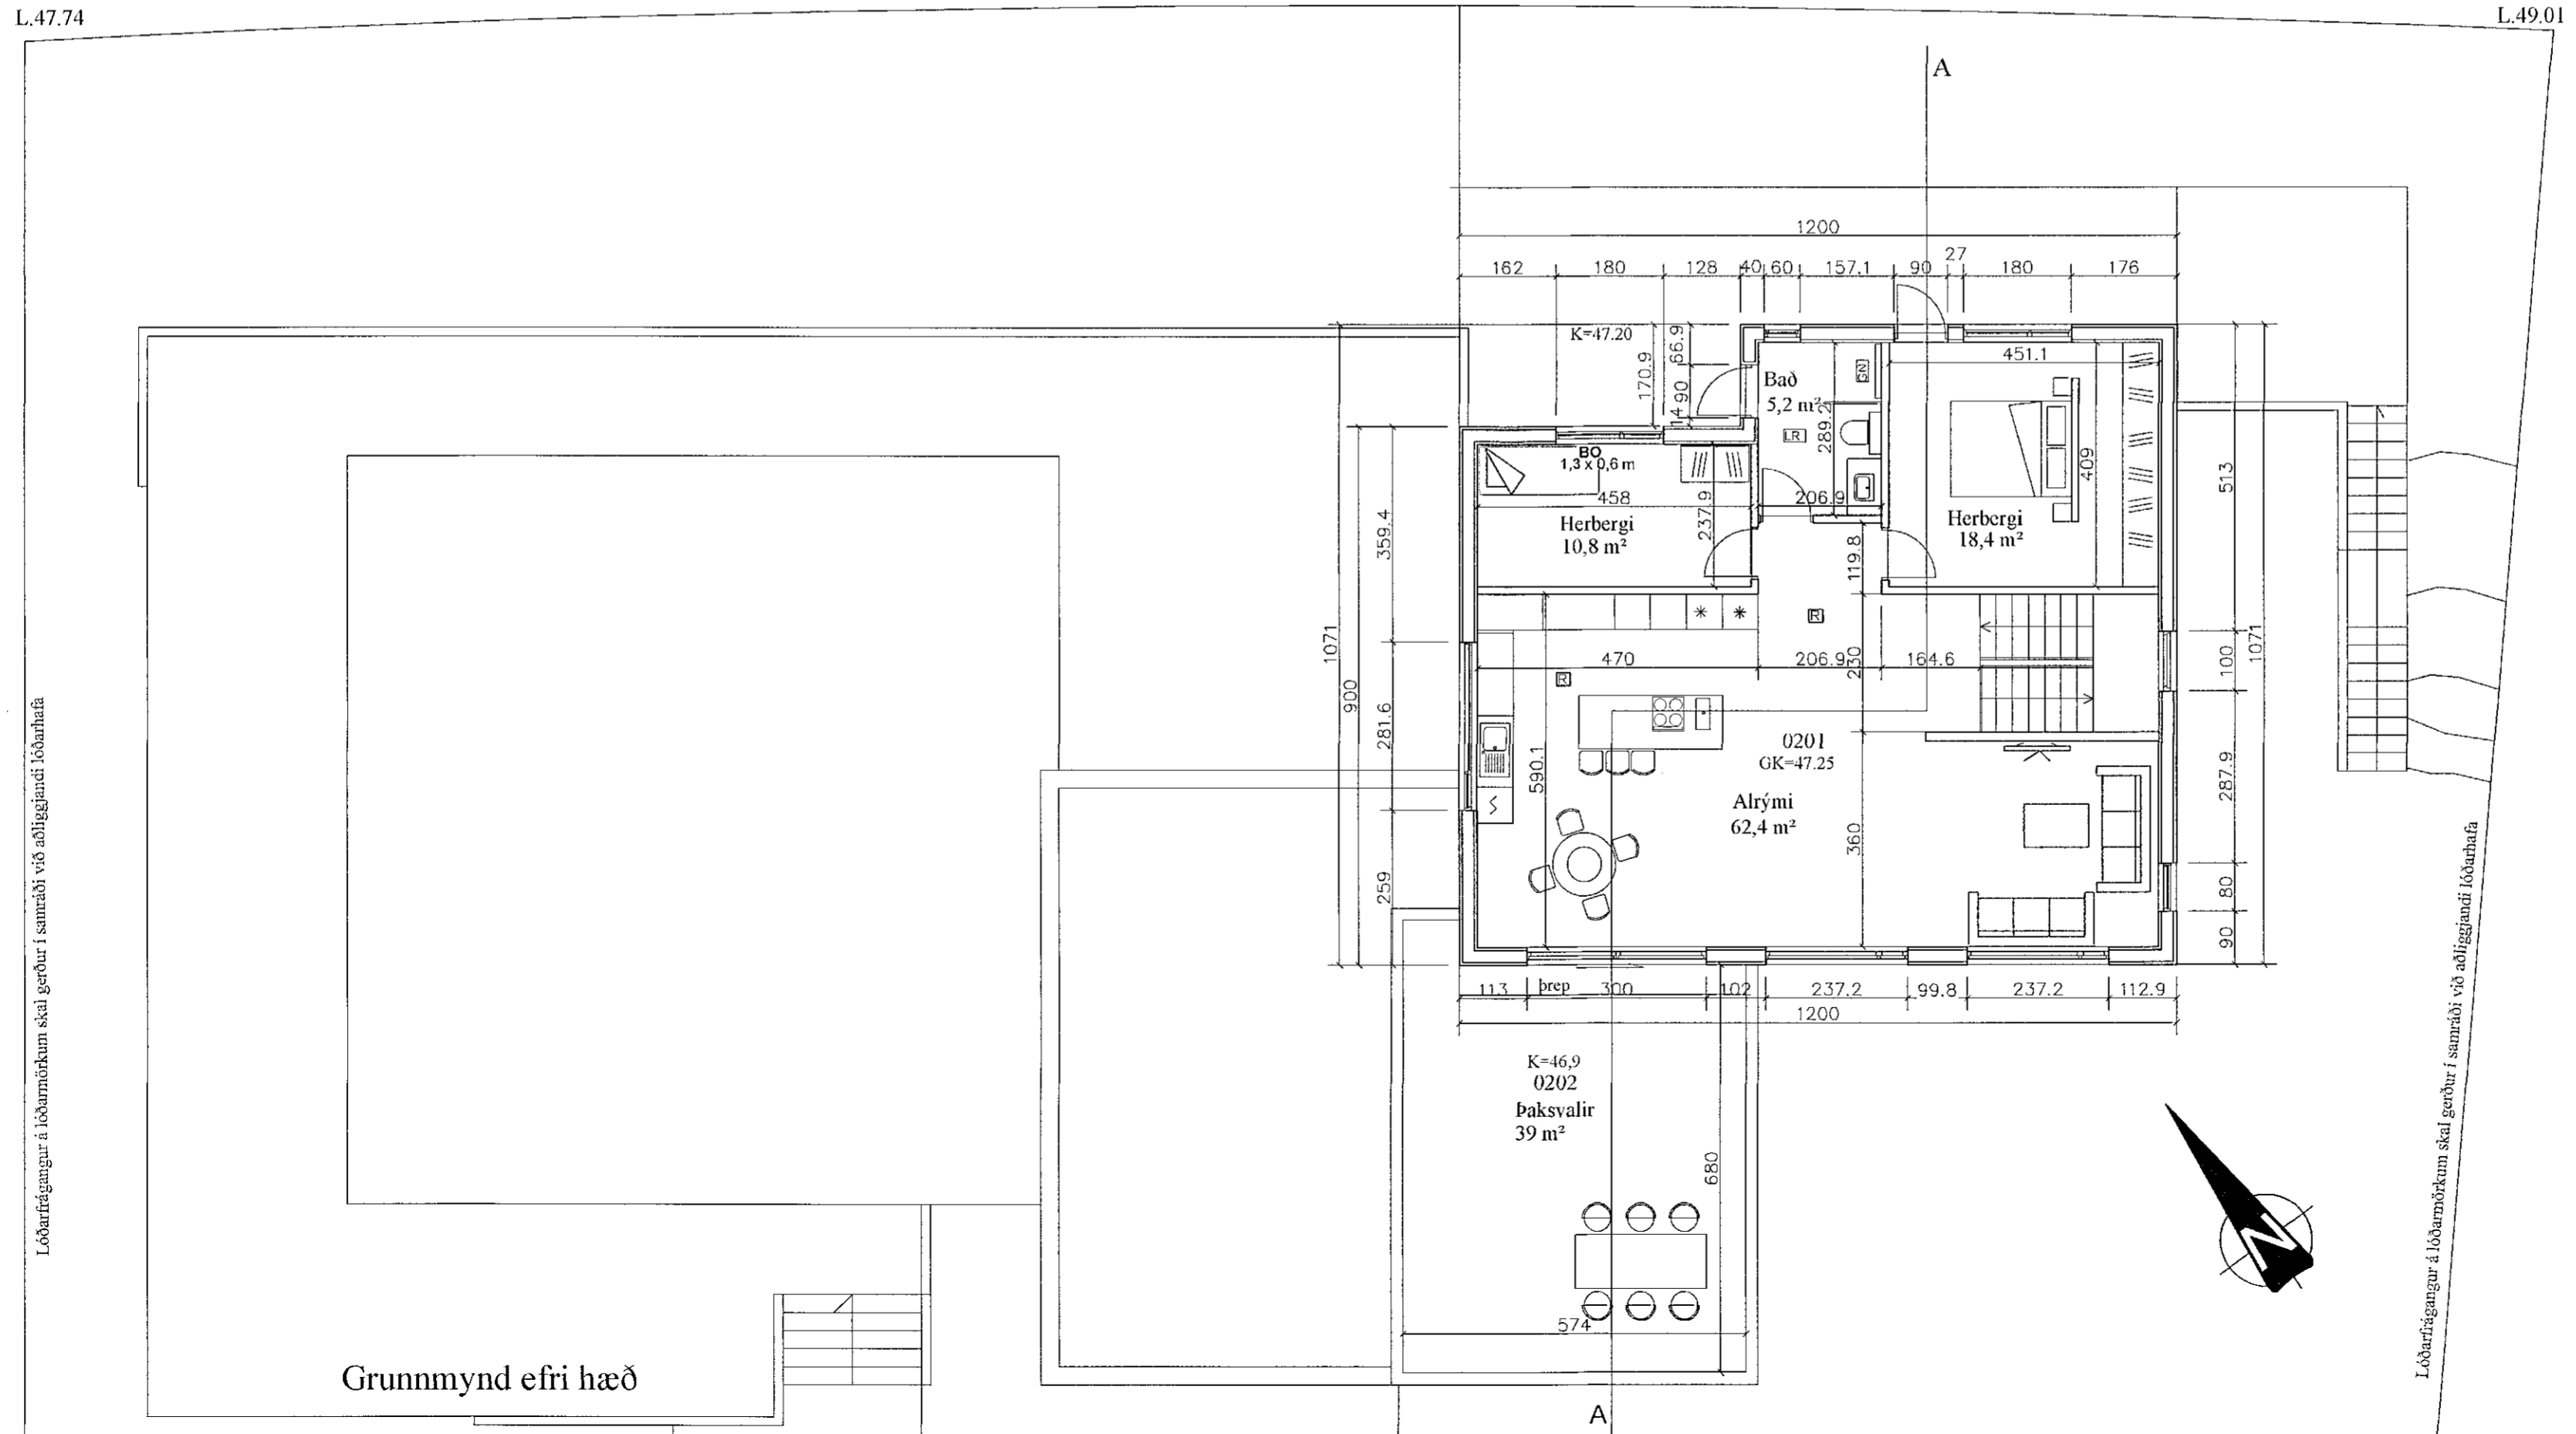 L.47.74
L.49.01
A
1200
162 180 128 40 60 157.1 90 27 180 176
K=47.20
170.9
66.9
90
14
Bað
5,2 m²
289.2
GN
LR
451.1
409
BO
1,3 x 0,6 m
458
237.9
206.9
Herbergi
10,8 m²
Herbergi
18,4 m²
119.8
359.4
281.6
259
1071
900
513
100
287.9
80
90
1071
R
R
470 206.9 164.6
230
590.1
0201
GK=47.25
Alrými
62,4 m²
360
113 þrep 300 102 237.2 99.8 237.2 112.9
1200
K=46,9
0202
Þaksvalir
39 m²
680
574
A
N
Grunnmynd efri hæð
Lóðarfrágangur á lóðarmörkum skal gerður í samráði við aðliggjandi lóðarhafa
Lóðarfrágangur á lóðarmörkum skal gerður í samráði við aðliggjandi lóðarhafa